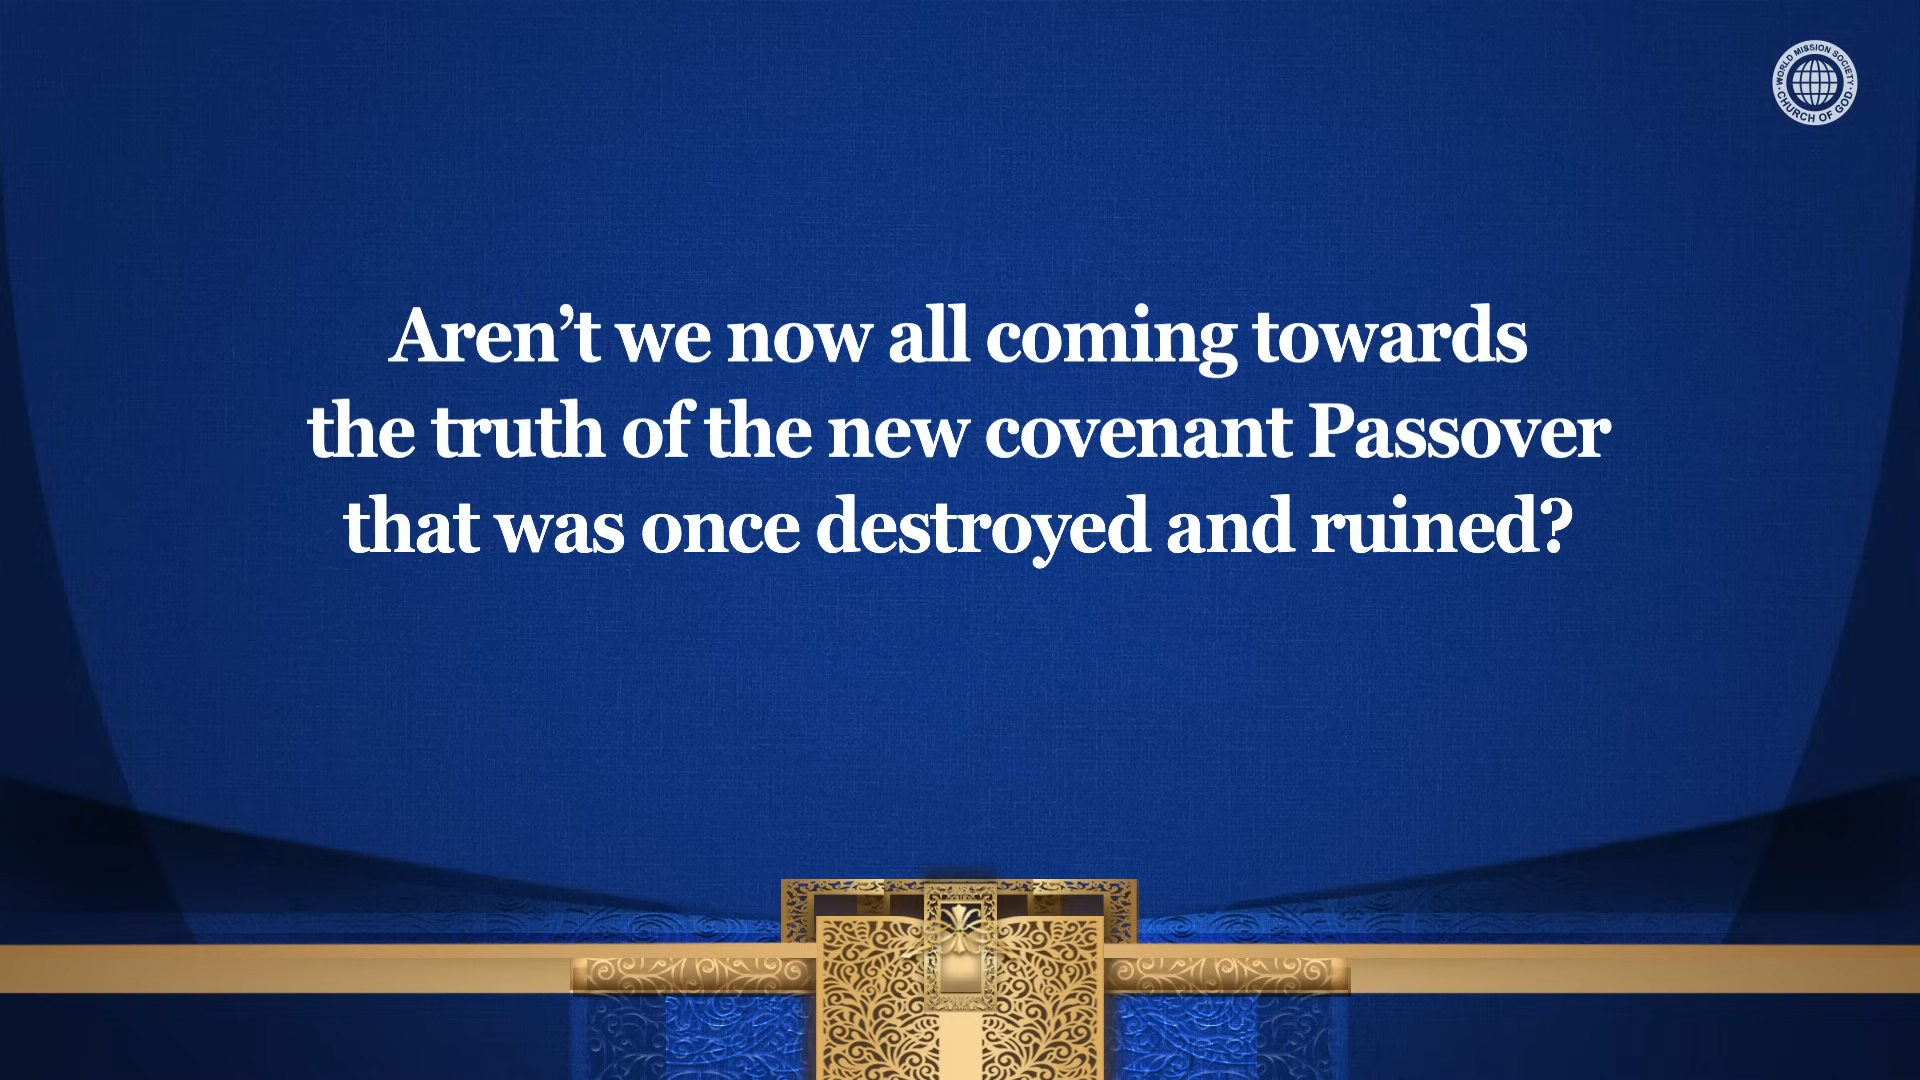 WORLD MISSION SOCIETY
CHURCH OF GOD
Aren’t we now all coming towards
the truth of the new covenant Passover
that was once destroyed and ruined?